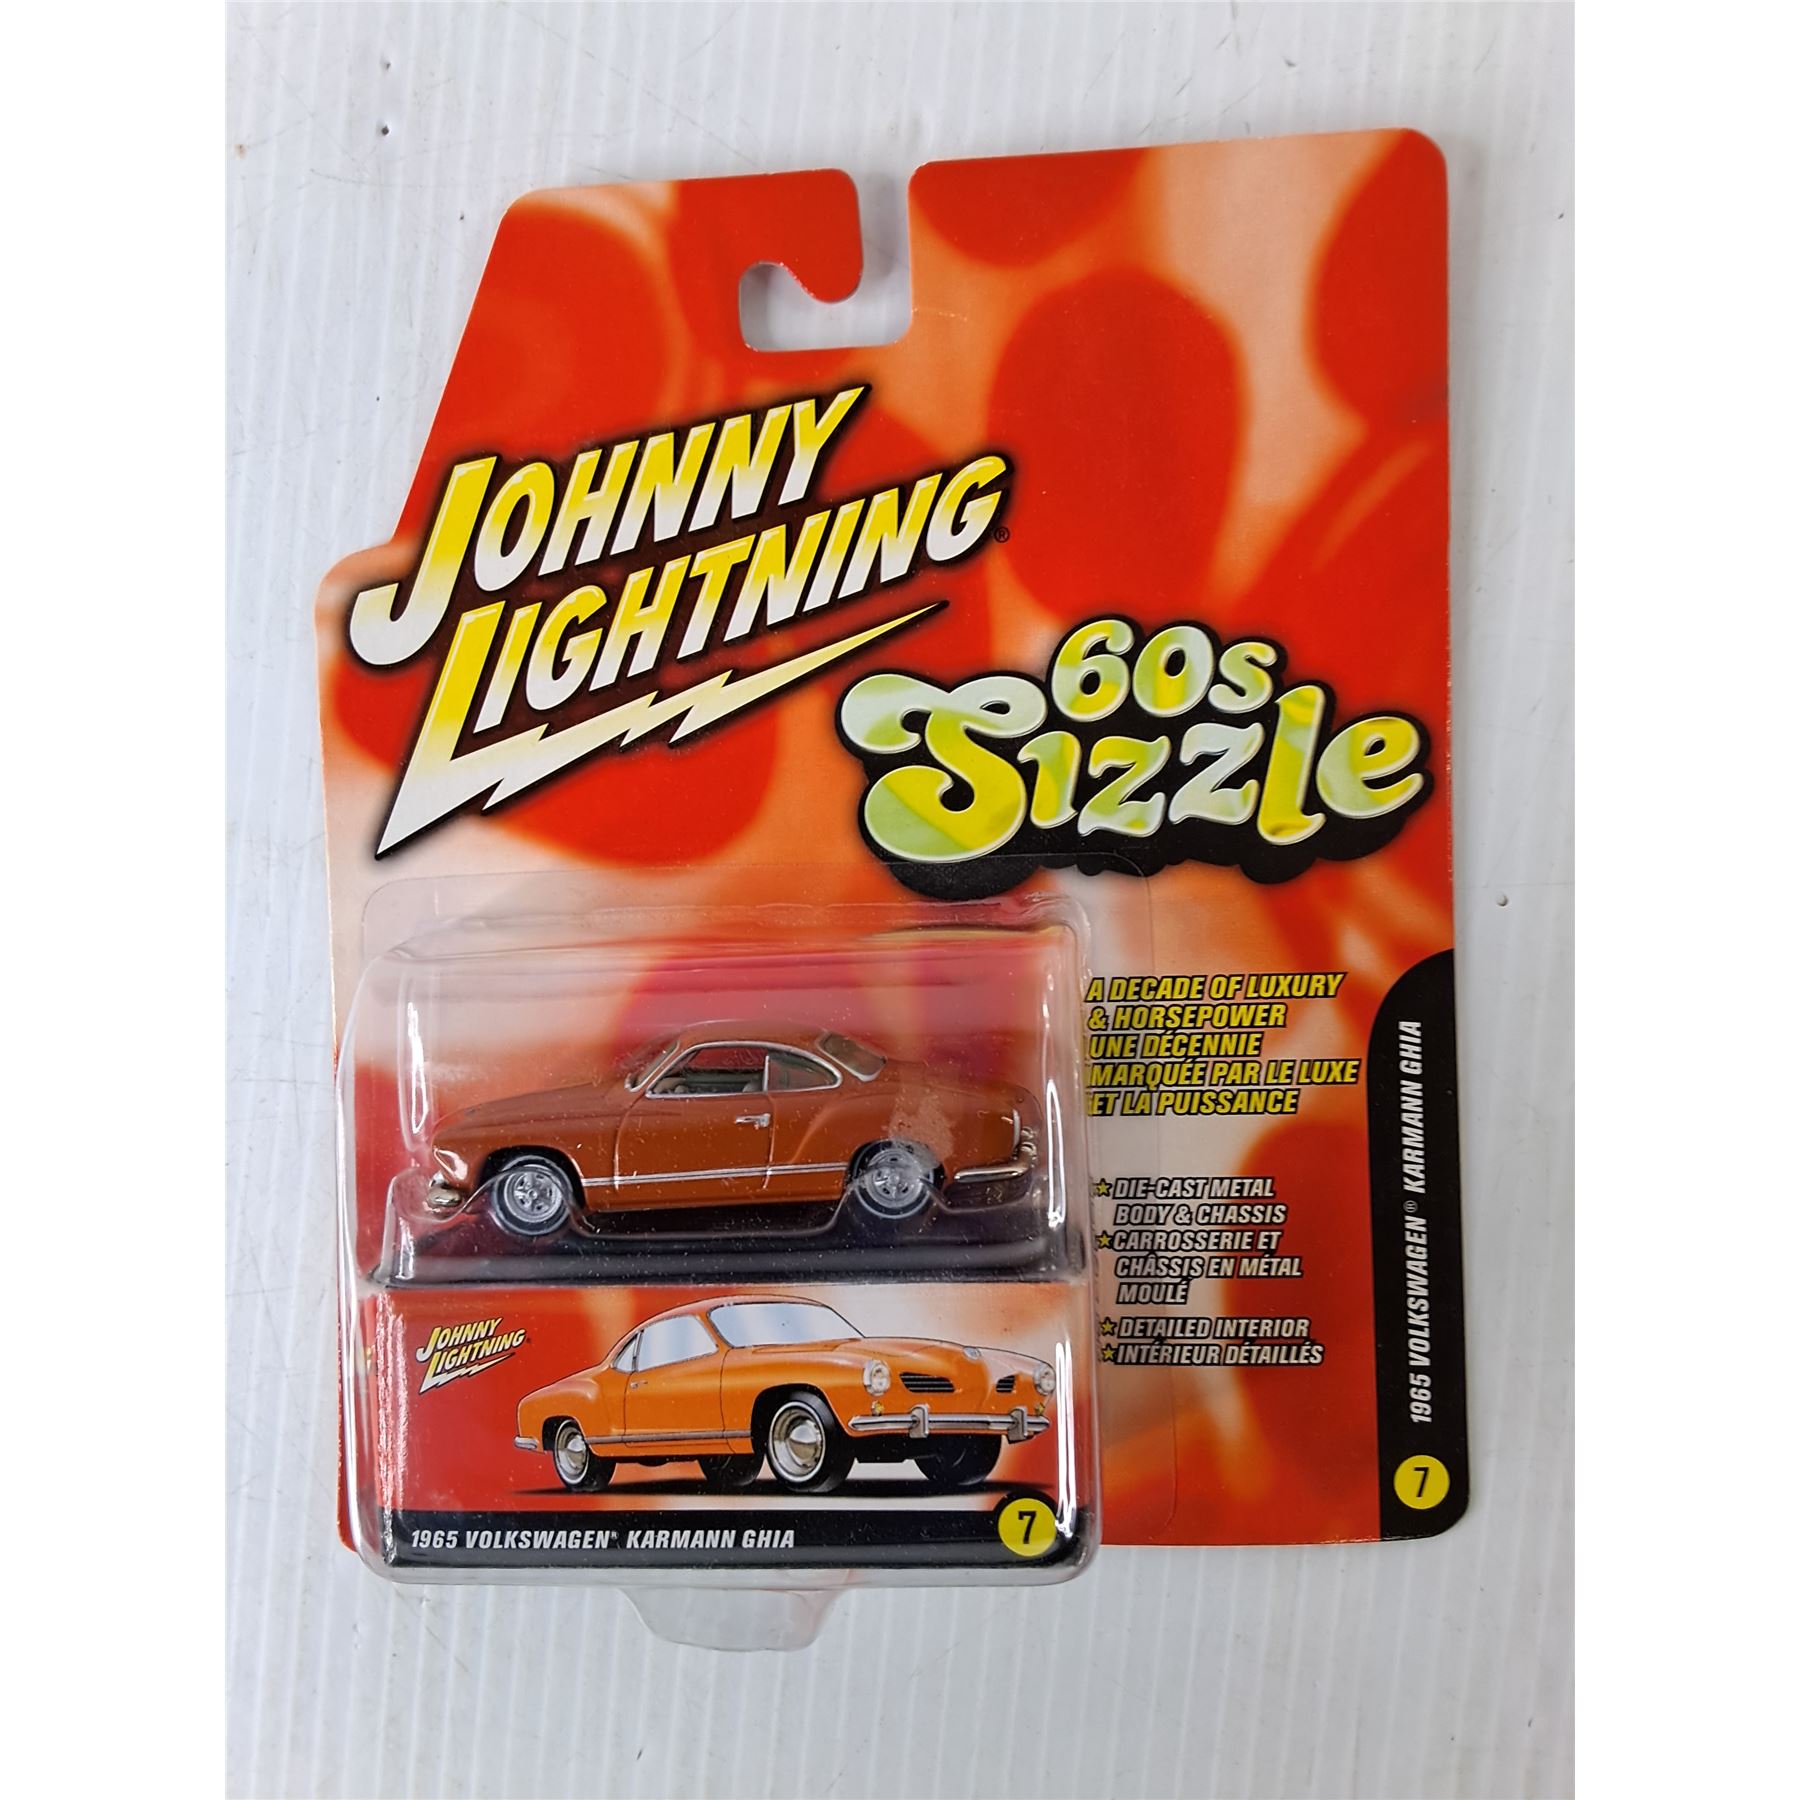 JOHNNY
LIGHTNING®
60s
Sizzle
A DECADE OF LUXURY
& HORSEPOWER
UNE DÉCENNIE
MARQUÉE PAR LE LUXE
ET LA PUISSANCE
★ DIE-CAST METAL
BODY & CHASSIS
★ CARROSSERIE ET
CHÂSSIS EN MÉTAL
MOULÉ
★ DETAILED INTERIOR
★ INTÉRIEUR DÉTAILLÉS
1965 VOLKSWAGEN® KARMANN GHIA
7
JOHNNY
LIGHTNING®
1965 VOLKSWAGEN® KARMANN GHIA
7